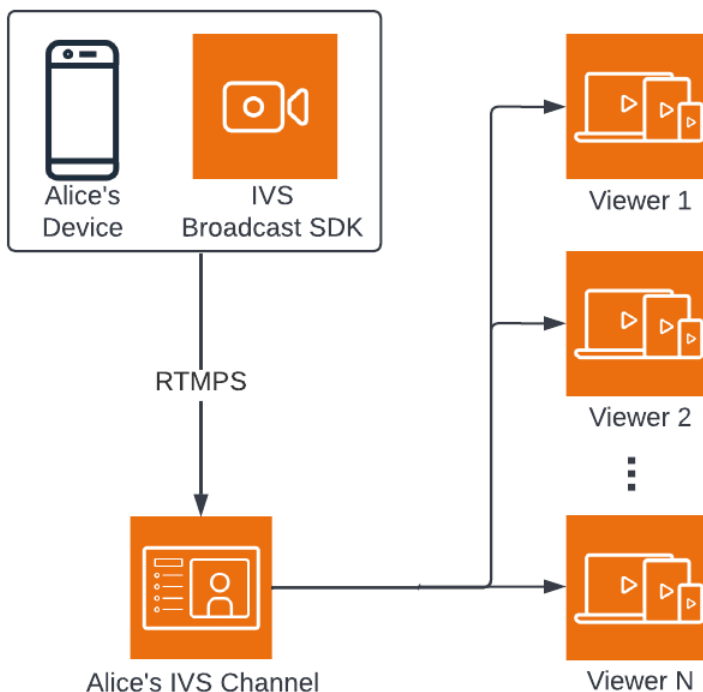 Alice's
Device
IVS
Broadcast SDK
Viewer 1
RTMPS
Viewer 2
Alice's IVS Channel
Viewer N